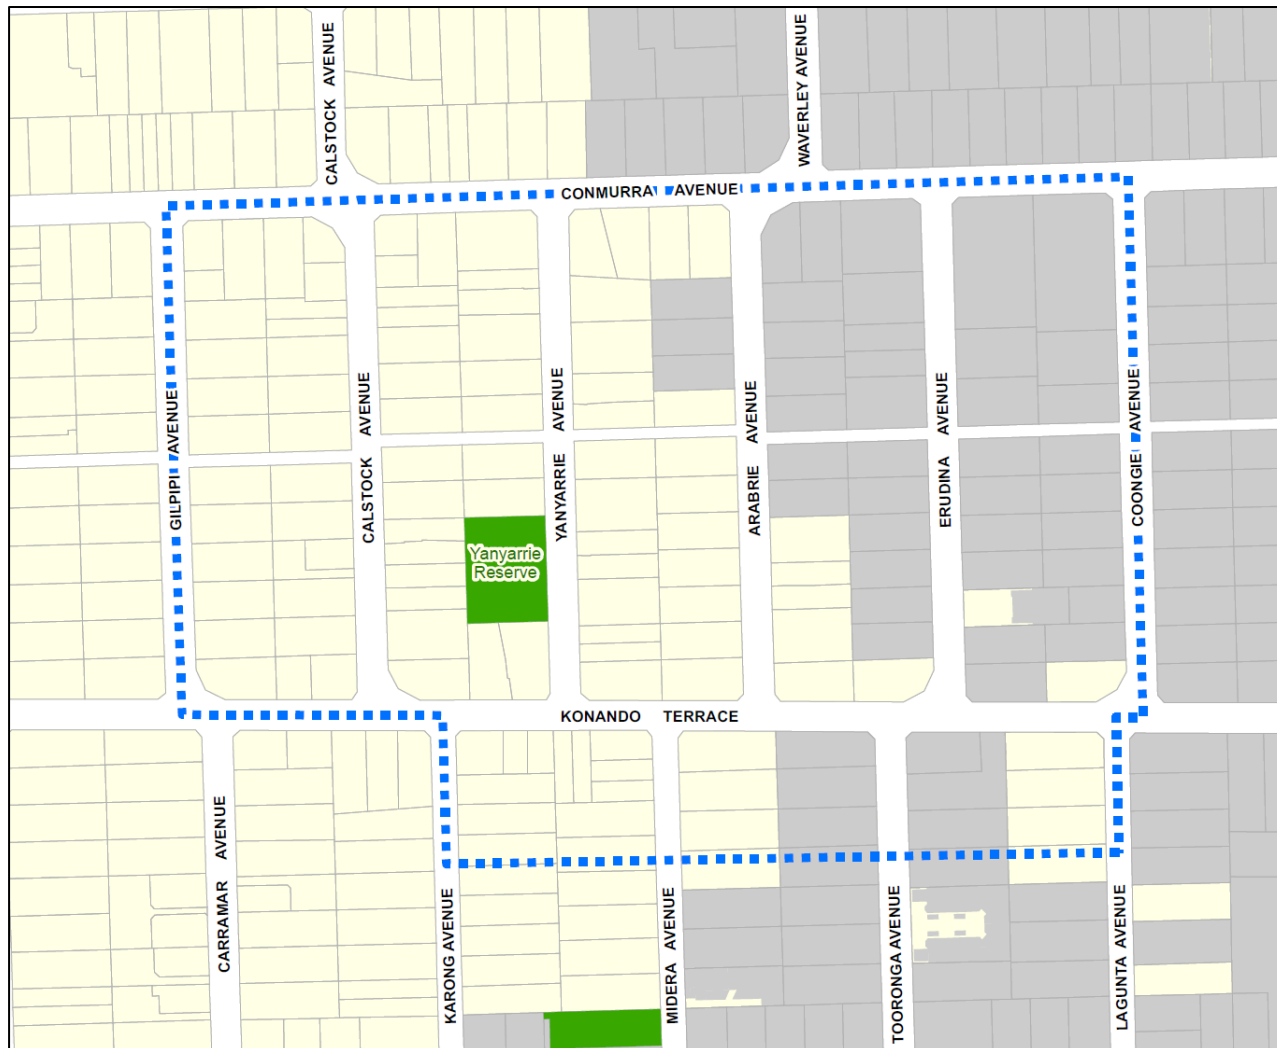 CALSTOCK AVENUE
WAVERLEY AVENUE
CONMURRA AVENUE
GILPIPI AVENUE
CALSTOCK AVENUE
YANYARRIE AVENUE
ARABRIE AVENUE
ERUDINA AVENUE
COONGIE AVENUE
Yanyarrie
Reserve
KONANDO TERRACE
CARRAMAR AVENUE
KARONG AVENUE
MIDERA AVENUE
TOORONGA AVENUE
LAGUNTA AVENUE